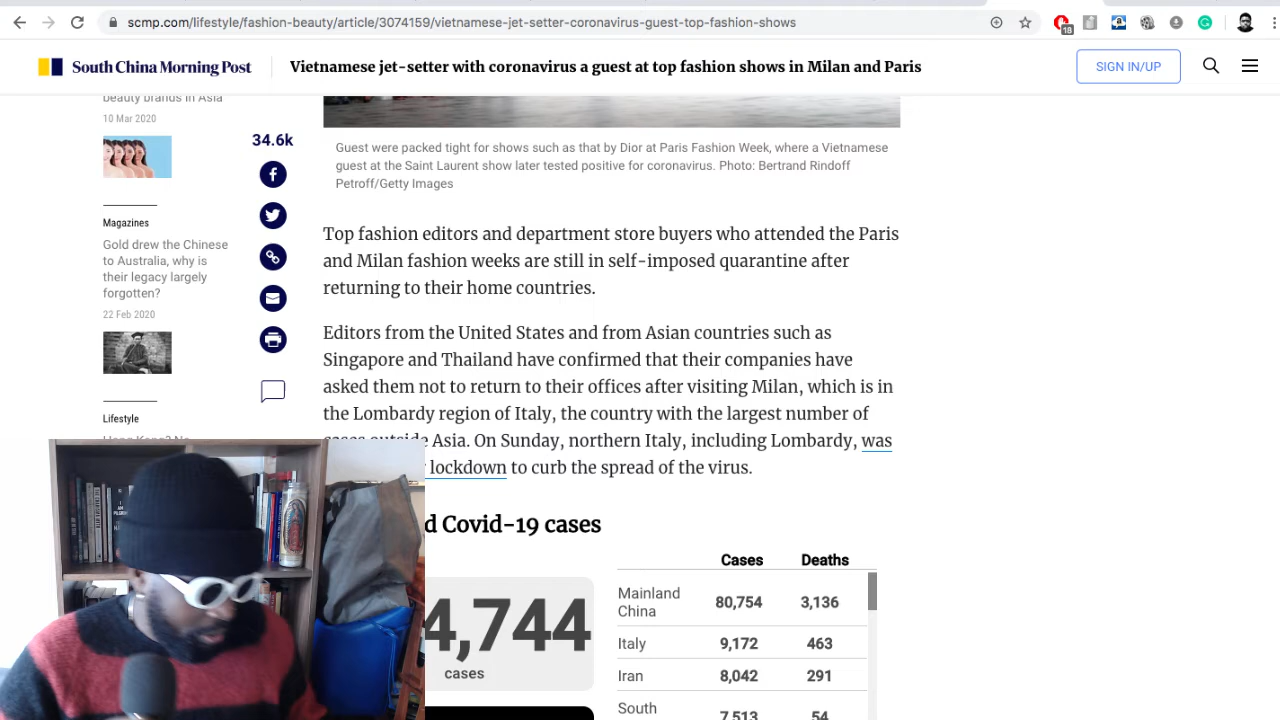 scmp.com/lifestyle/fashion-beauty/article/3074159/vietnamese-jet-setter-coronavirus-guest-top-fashion-shows
18
South China Morning Post
Vietnamese jet-setter with coronavirus a guest at top fashion shows in Milan and Paris
SIGN IN/UP
beauty brands in Asia
10 Mar 2020
Magazines
Gold drew the Chinese
to Australia, why is
their legacy largely
forgotten?
22 Feb 2020
Lifestyle
34.6k
Guest were packed tight for shows such as that by Dior at Paris Fashion Week, where a Vietnamese
guest at the Saint Laurent show later tested positive for coronavirus. Photo: Bertrand Rindoff
Petroff/Getty Images
Top fashion editors and department store buyers who attended the Paris
and Milan fashion weeks are still in self-imposed quarantine after
returning to their home countries.
Editors from the United States and from Asian countries such as
Singapore and Thailand have confirmed that their companies have
asked them not to return to their offices after visiting Milan, which is in
the Lombardy region of Italy, the country with the largest number of
cases outside Asia. On Sunday, northern Italy, including Lombardy, was
lockdown to curb the spread of the virus.
d Covid-19 cases
4,744
cases
Cases Deaths
Mainland
China 80,754 3,136
Italy 9,172 463
Iran 8,042 291
South
7,513 54